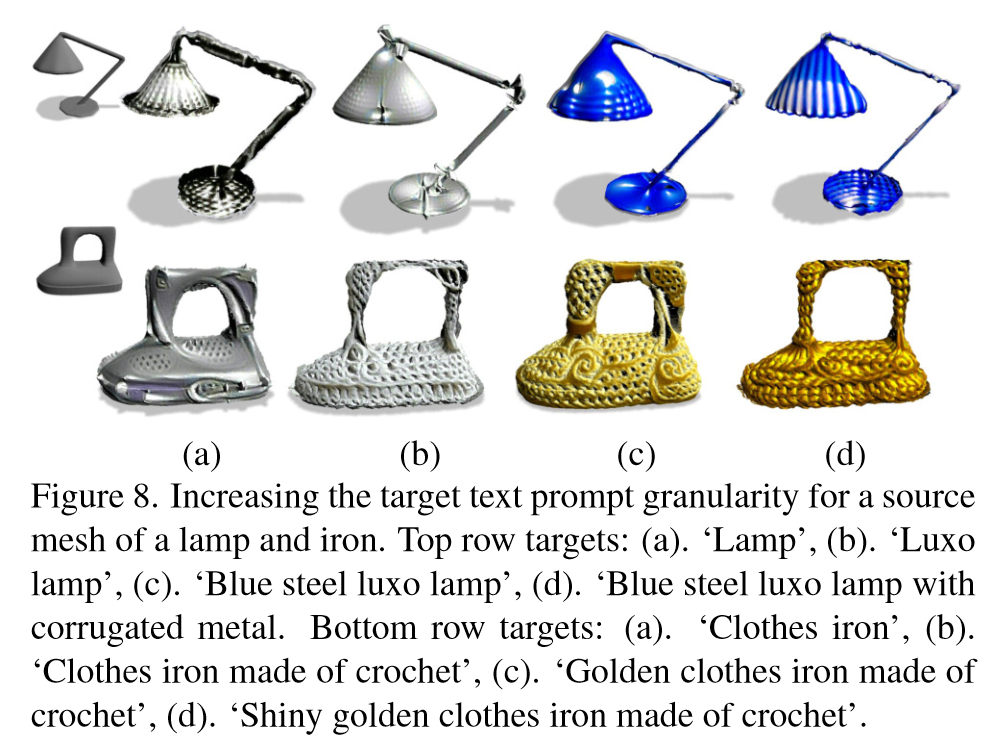 (a) (b) (c) (d)
Figure 8. Increasing the target text prompt granularity for a source
mesh of a lamp and iron. Top row targets: (a). ‘Lamp’, (b). ‘Luxo
lamp’, (c). ‘Blue steel luxo lamp’, (d). ‘Blue steel luxo lamp with
corrugated metal. Bottom row targets: (a). ‘Clothes iron’, (b).
‘Clothes iron made of crochet’, (c). ‘Golden clothes iron made of
crochet’, (d). ‘Shiny golden clothes iron made of crochet’.